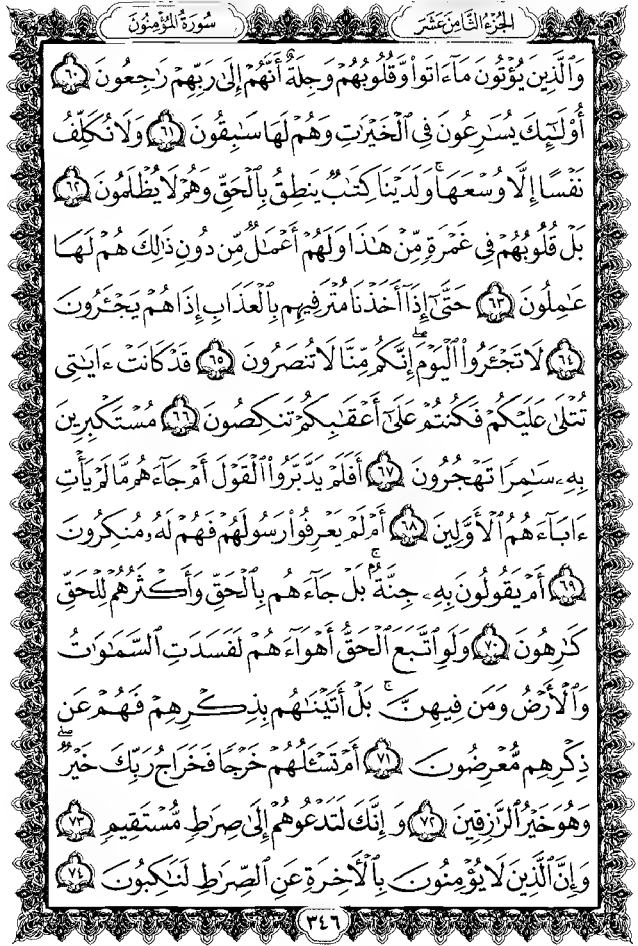 الجزء الثامن عشر
سورة المؤمنون
وَالَّذِينَ يُؤْتُونَ مَآ ءَاتَوا۟ وَّقُلُوبُهُمْ وَجِلَةٌ أَنَّهُمْ إِلَىٰ رَبِّهِمْ رَٰجِعُونَ ٦٠
أُو۟لَٰٓئِكَ يُسَٰرِعُونَ فِى ٱلْخَيْرَٰتِ وَهُمْ لَهَا سَٰبِقُونَ ٦١ وَلَا نُكَلِّفُ
نَفْسًا إِلَّا وُسْعَهَا ۚ وَلَدَيْنَا كِتَٰبٌ يَنطِقُ بِٱلْحَقِّ وَهُمْ لَا يُظْلَمُونَ ٦٢
بَلْ قُلُوبُهُمْ فِى غَمْرَةٍ مِّنْ هَٰذَا وَلَهُمْ أَعْمَٰلٌ مِّن دُونِ ذَٰلِكَ هُمْ لَهَا
عَٰمِلُونَ ٦٣ حَتَّىٰٓ إِذَآ أَخَذْنَا مُتْرَفِيهِم بِٱلْعَذَابِ إِذَا هُمْ يَجْـَٔرُونَ
٦٤ لَا تَجْـَٔرُوا۟ ٱلْيَوْمَ ۖ إِنَّكُم مِّنَّا لَا تُنصَرُونَ ٦٥ قَدْ كَانَتْ ءَايَٰتِى
تُتْلَىٰ عَلَيْكُمْ فَكُنتُمْ عَلَىٰٓ أَعْقَٰبِكُمْ تَنكِصُونَ ٦٦ مُسْتَكْبِرِينَ
بِهِۦ سَٰمِرًا تَهْجُرُونَ ٦٧ أَفَلَمْ يَدَّبَّرُوا۟ ٱلْقَوْلَ أَمْ جَآءَهُم مَّا لَمْ يَأْتِ
ءَابَآءَهُمُ ٱلْأَوَّلِينَ ٦٨ أَمْ لَمْ يَعْرِفُوا۟ رَسُولَهُمْ فَهُمْ لَهُۥ مُنكِرُونَ
٦٩ أَمْ يَقُولُونَ بِهِۦ جِنَّةٌۢ ۚ بَلْ جَآءَهُم بِٱلْحَقِّ وَأَكْثَرُهُمْ لِلْحَقِّ
كَٰرِهُونَ ٧٠ وَلَوِ ٱتَّبَعَ ٱلْحَقُّ أَهْوَآءَهُمْ لَفَسَدَتِ ٱلسَّمَٰوَٰتُ
وَٱلْأَرْضُ وَمَن فِيهِنَّ ۚ بَلْ أَتَيْنَٰهُم بِذِكْرِهِمْ فَهُمْ عَن
ذِكْرِهِم مُّعْرِضُونَ ٧١ أَمْ تَسْـَٔلُهُمْ خَرْجًا فَخَرَاجُ رَبِّكَ خَيْرٌ ۖ
وَهُوَ خَيْرُ ٱلرَّٰزِقِينَ ٧٢ وَإِنَّكَ لَتَدْعُوهُمْ إِلَىٰ صِرَٰطٍ مُّسْتَقِيمٍ ٧٣
وَإِنَّ ٱلَّذِينَ لَا يُؤْمِنُونَ بِٱلْءَاخِرَةِ عَنِ ٱلصِّرَٰطِ لَنَٰكِبُونَ ٧٤
٣٤٦